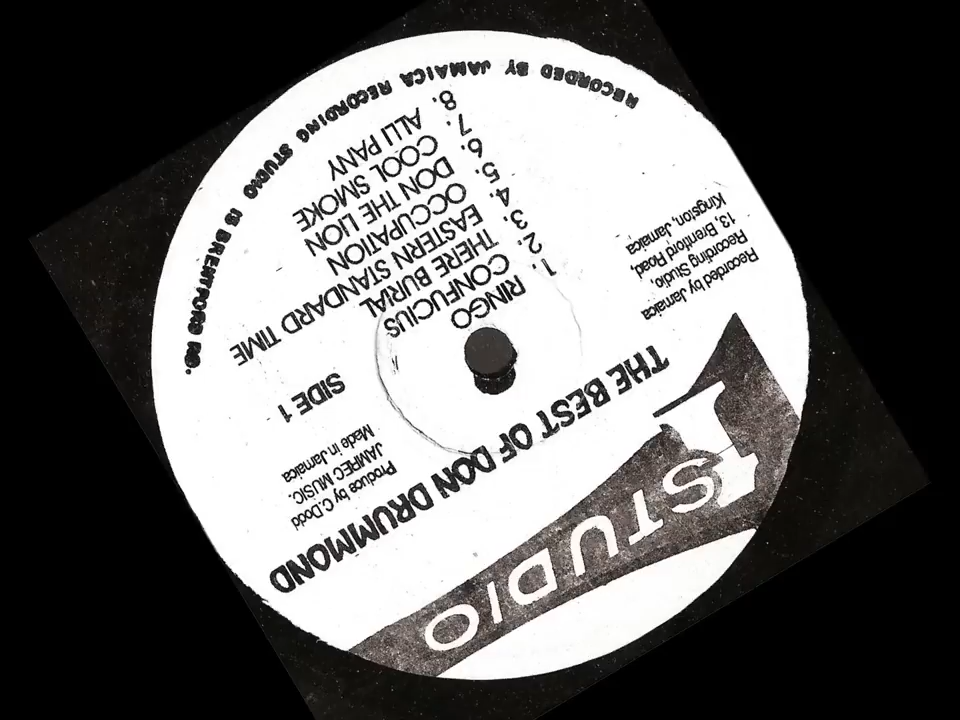 STUDIO 1
THE BEST OF DON DRUMMOND
Recorded by Jamaica
Recording Studio,
13, Brentford Road,
Kingston, Jamaica
Produce by C.Dodd
JAMREC MUSIC.
Made in Jamaica
SIDE 1
1. RINGO
2. CONFUCIUS
3. THERE BURIAL
4. EASTERN STANDARD TIME
5. OCCUPATION
6. DON THE LION
7. COOL SMOKE
8. ALLI PANY
RECORDED BY JAMAICA RECORDING STUDIO 13 BRENTFORD RD.